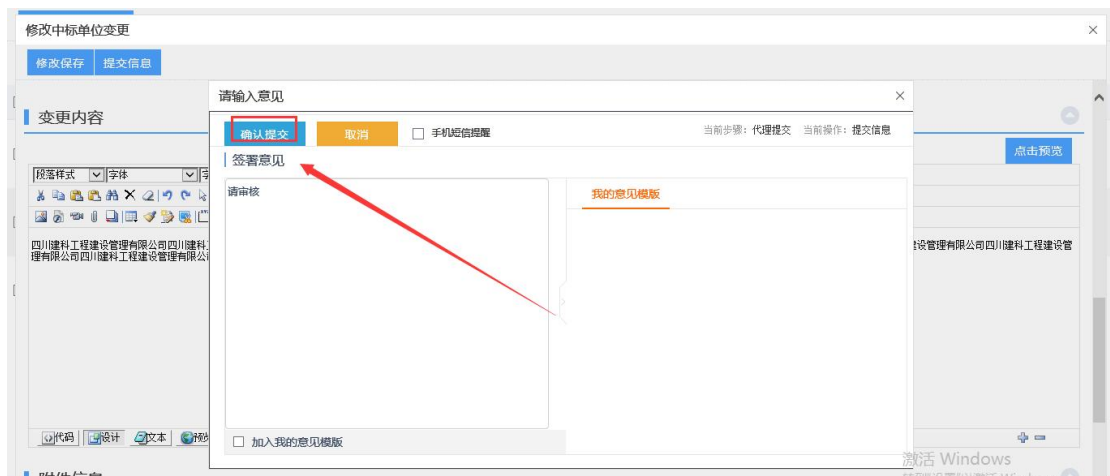 修改中标单位变更
修改保存 提交信息
请输入意见
变更内容
确认提交 取消 手机短信提醒 当前步骤：代理提交 当前操作：提交信息
点击预览
签署意见
段落样式 字体
请审核
我的意见模版
四川建科工程建设管理有限公司四川建科
理有限公司四川建科工程建设管理有限公
设管理有限公司四川建科工程建设管
代码 设计 文本 预
加入我的意见模版
激活 Windows
附件信息